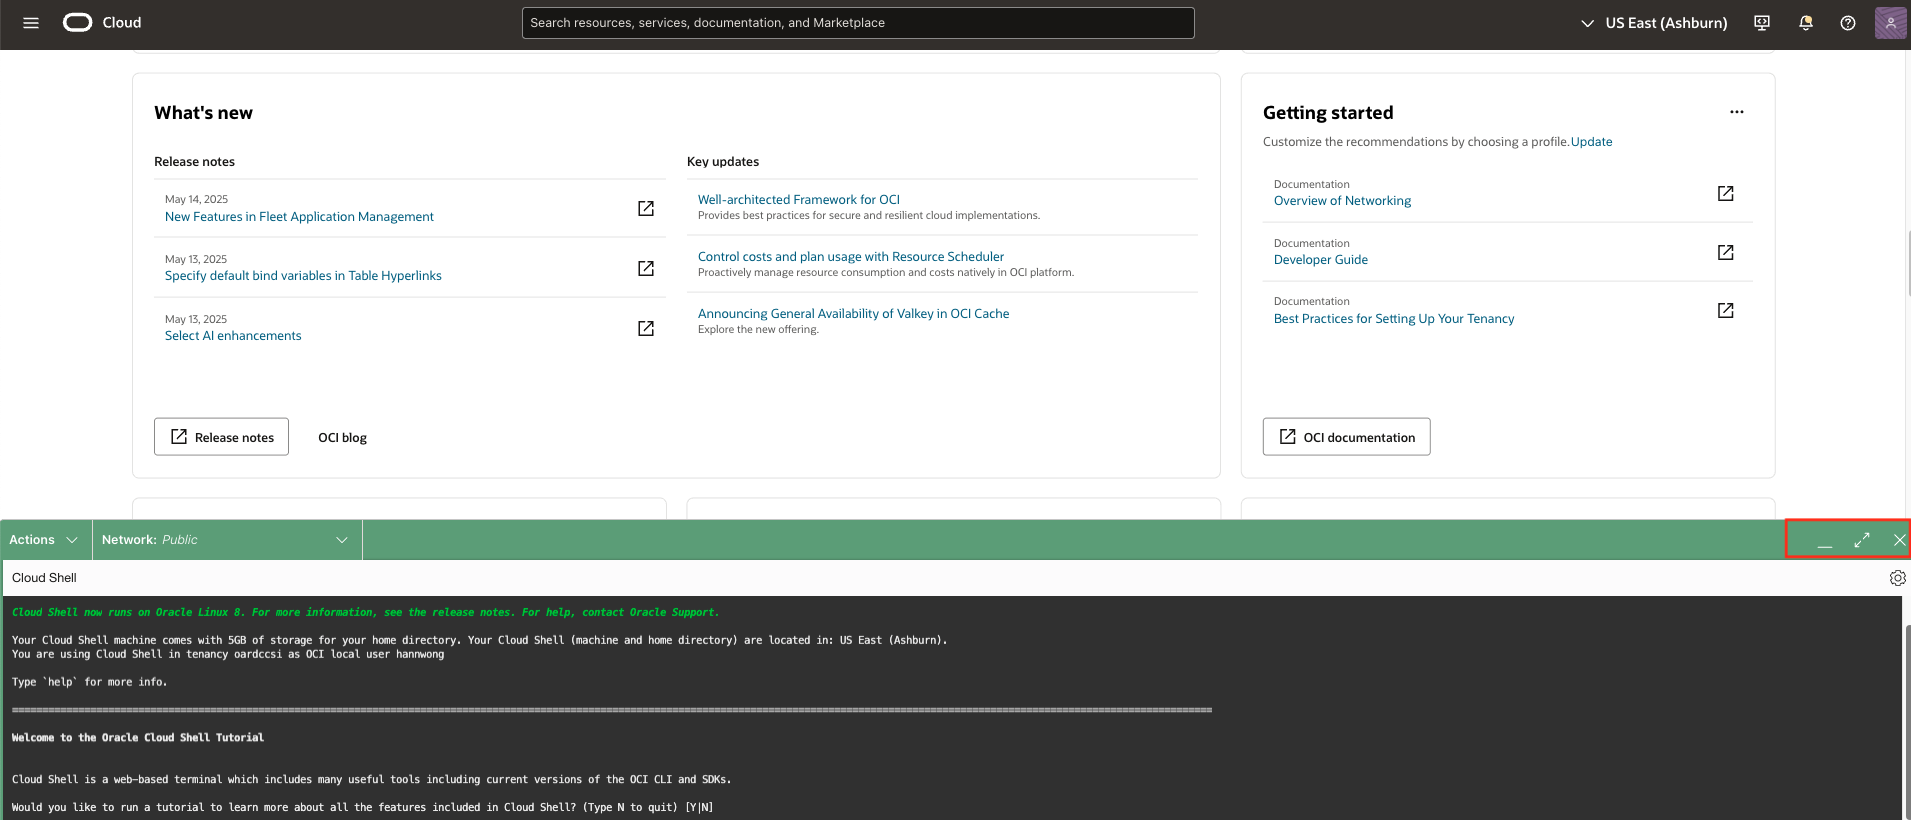 Cloud
Search resources, services, documentation, and Marketplace
US East (Ashburn)
What's new
Release notes
May 14, 2025
New Features in Fleet Application Management
May 13, 2025
Specify default bind variables in Table Hyperlinks
May 13, 2025
Select AI enhancements
Release notes
OCI blog
Key updates
Well-architected Framework for OCI
Provides best practices for secure and resilient cloud implementations.
Control costs and plan usage with Resource Scheduler
Proactively manage resource consumption and costs natively in OCI platform.
Announcing General Availability of Valkey in OCI Cache
Explore the new offering.
Getting started
Customize the recommendations by choosing a profile.Update
Documentation
Overview of Networking
Documentation
Developer Guide
Documentation
Best Practices for Setting Up Your Tenancy
OCI documentation
Actions
Network: Public
Cloud Shell
Cloud Shell now runs on Oracle Linux 8. For more information, see the release notes. For help, contact Oracle Support.
Your Cloud Shell machine comes with 5GB of storage for your home directory. Your Cloud Shell (machine and home directory) are located in: US East (Ashburn).
You are using Cloud Shell in tenancy oardccsi as OCI local user hannwong
Type `help` for more info.
Welcome to the Oracle Cloud Shell Tutorial
Cloud Shell is a web-based terminal which includes many useful tools including current versions of the OCI CLI and SDKs.
Would you like to run a tutorial to learn more about all the features included in Cloud Shell? (Type N to quit) [Y|N]